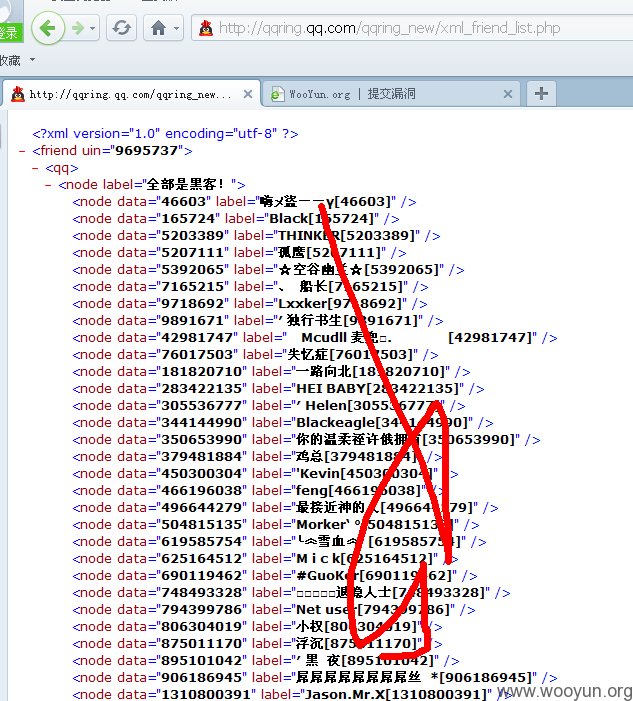 登录
http://qqring.qq.com/qqring_new/xml_friend_list.php
收藏
http://qqring.qq.com/qqring_new... WooYun.org | 提交漏洞
<?xml version="1.0" encoding="utf-8" ?>
- <friend uin="9695737">
- <qq>
- <node label="全部是黑客！">
<node data="46603" label="嗨メ盗一一γ[46603]" />
<node data="165724" label="Black[165724]" />
<node data="5203389" label="THINKER[5203389]" />
<node data="5207111" label="孤鹰[5207111]" />
<node data="5392065" label="☆空谷幽兰★[5392065]" />
<node data="7165215" label="、 船长[7165215]" />
<node data="9718692" label="Lxxker[9718692]" />
<node data="9891671" label="′独行书生[9891671]" />
<node data="42981747" label=" Mcudll 麦兜□. [42981747]" />
<node data="76017503" label="失忆症[76017503]" />
<node data="181820710" label="一路向北[181820710]" />
<node data="283422135" label="HEI BABY[283422135]" />
<node data="305536777" label="′ Helen[305536777]" />
<node data="344144990" label="Blackeagle[344144990]" />
<node data="350653990" label="你的温柔经许俄拥有[350653990]" />
<node data="379481884" label="鸡总[379481884]" />
<node data="450300304" label="'Kevin[450300304]" />
<node data="466196038" label="feng[466196038]" />
<node data="496644279" label="最接近神的人[496644279]" />
<node data="504815135" label="Morker‵°[504815135]" />
<node data="619585754" label="╰︽雪血︽ [619585754]" />
<node data="625164512" label="M i c k[625164512]" />
<node data="690119462" label="#GuoKer[690119462]" />
<node data="748493328" label="□□□□□退隐人士[748493328]" />
<node data="794399786" label="Net user[794399786]" />
<node data="806304019" label="小权[806304019]" />
<node data="875011170" label="浮沉[875011170]" />
<node data="895101042" label="′ 黑 夜[895101042]" />
<node data="906186945" label="屌屌屌屌屌屌屌屌丝 *[906186945]" />
<node data="1310800391" label="Jason.Mr.X[1310800391]" />
www.wooyun.org